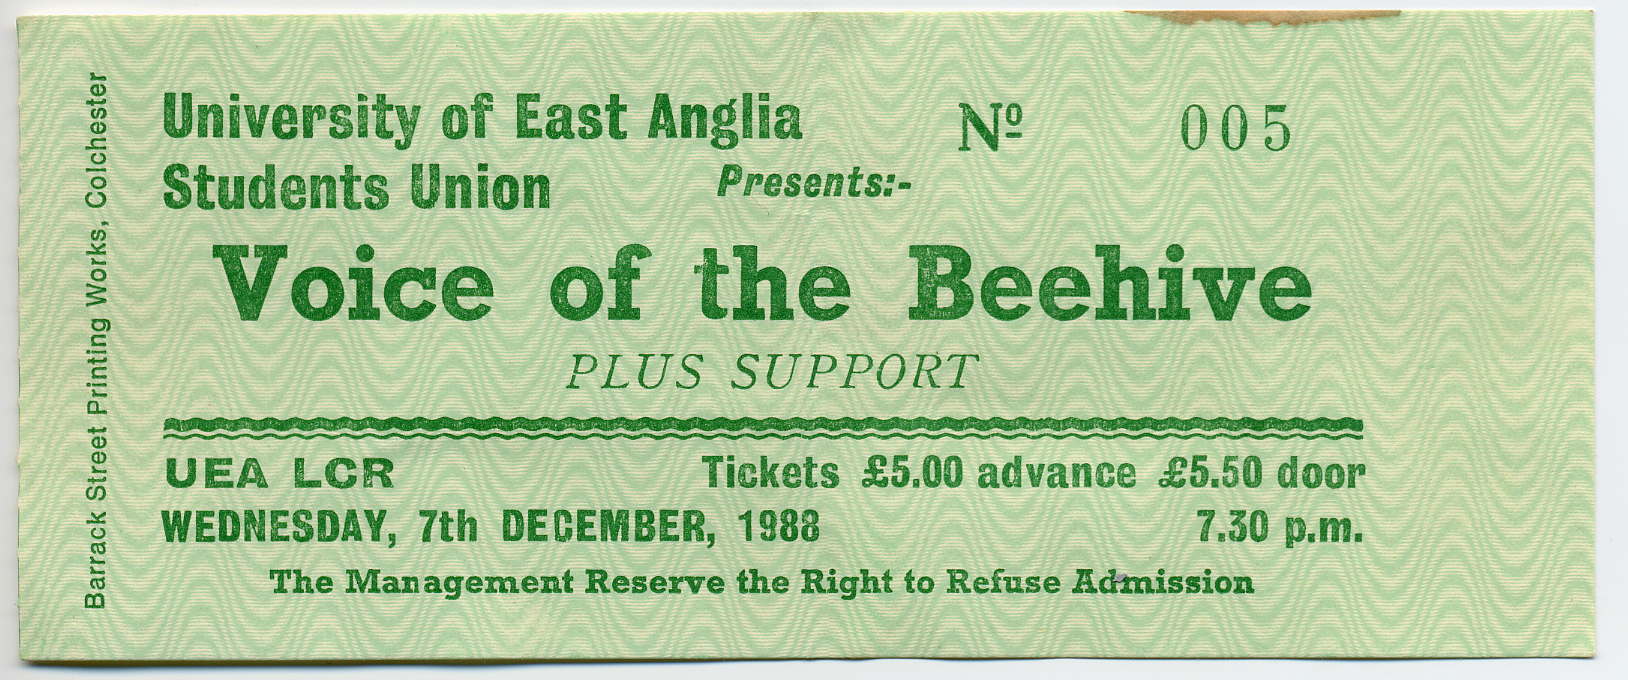 University of East Anglia
Students Union
Presents:-
Nº 005
Voice of the Beehive
PLUS SUPPORT
UEA LCR
Tickets £5.00 advance £5.50 door
WEDNESDAY, 7th DECEMBER, 1988
7.30 p.m.
The Management Reserve the Right to Refuse Admission
Barrack Street Printing Works, Colchester